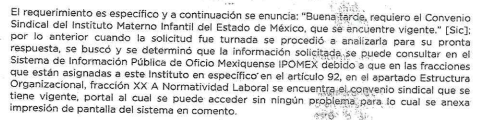 El requerimiento es específico y a continuación se enuncia: "Buena tarde, requiero el Convenio
Sindical del Instituto Materno Infantil del Estado de México, que se encuentre vigente." [Sic];
por lo anterior cuando la solicitud fue turnada se procedió a analizarla para su pronta
respuesta, se buscó y se determinó que la información solicitada se puede consultar en el
Sistema de Información Pública de Oficio Mexiquense IPOMEX debido a que en las fracciones
que están asignadas a este Instituto en específico en el artículo 92, en el apartado Estructura
Organizacional, fracción XX A Normatividad Laboral se encuentra el convenio sindical que se
tiene vigente, portal al cual se puede acceder sin ningún problema para lo cual se anexa
impresión de pantalla del sistema en comento.